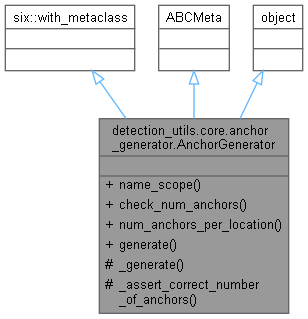 six::with_metaclass
ABCMeta
object
detection_utils.core.anchor
_generator.AnchorGenerator
+ name_scope()
+ check_num_anchors()
+ num_anchors_per_location()
+ generate()
# _generate()
# _assert_correct_number
_of_anchors()